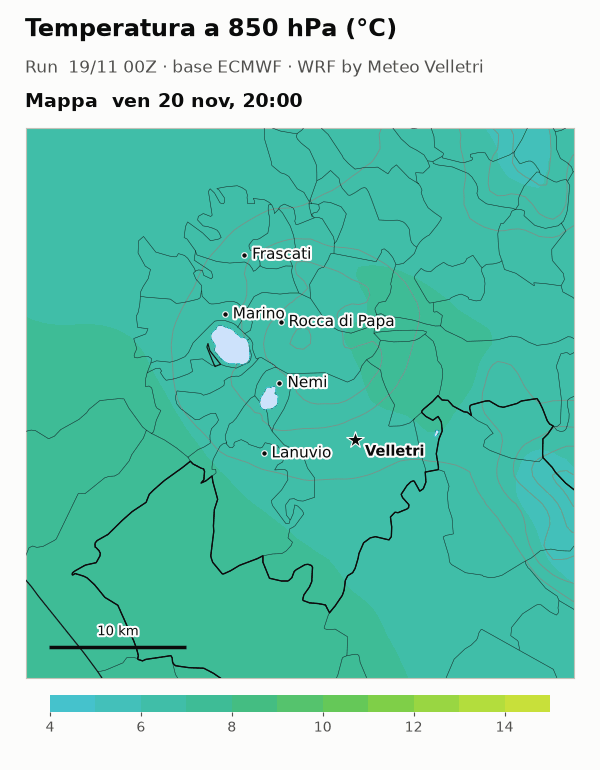 Temperatura a 850 hPa (°C)
Run  19/11 00Z · base ECMWF · WRF by Meteo Velletri
Mappa  ven 20 nov, 20:00
Frascati
Marino
Rocca di Papa
Nemi
Velletri
Lanuvio
10 km
4 6 8 10 12 14